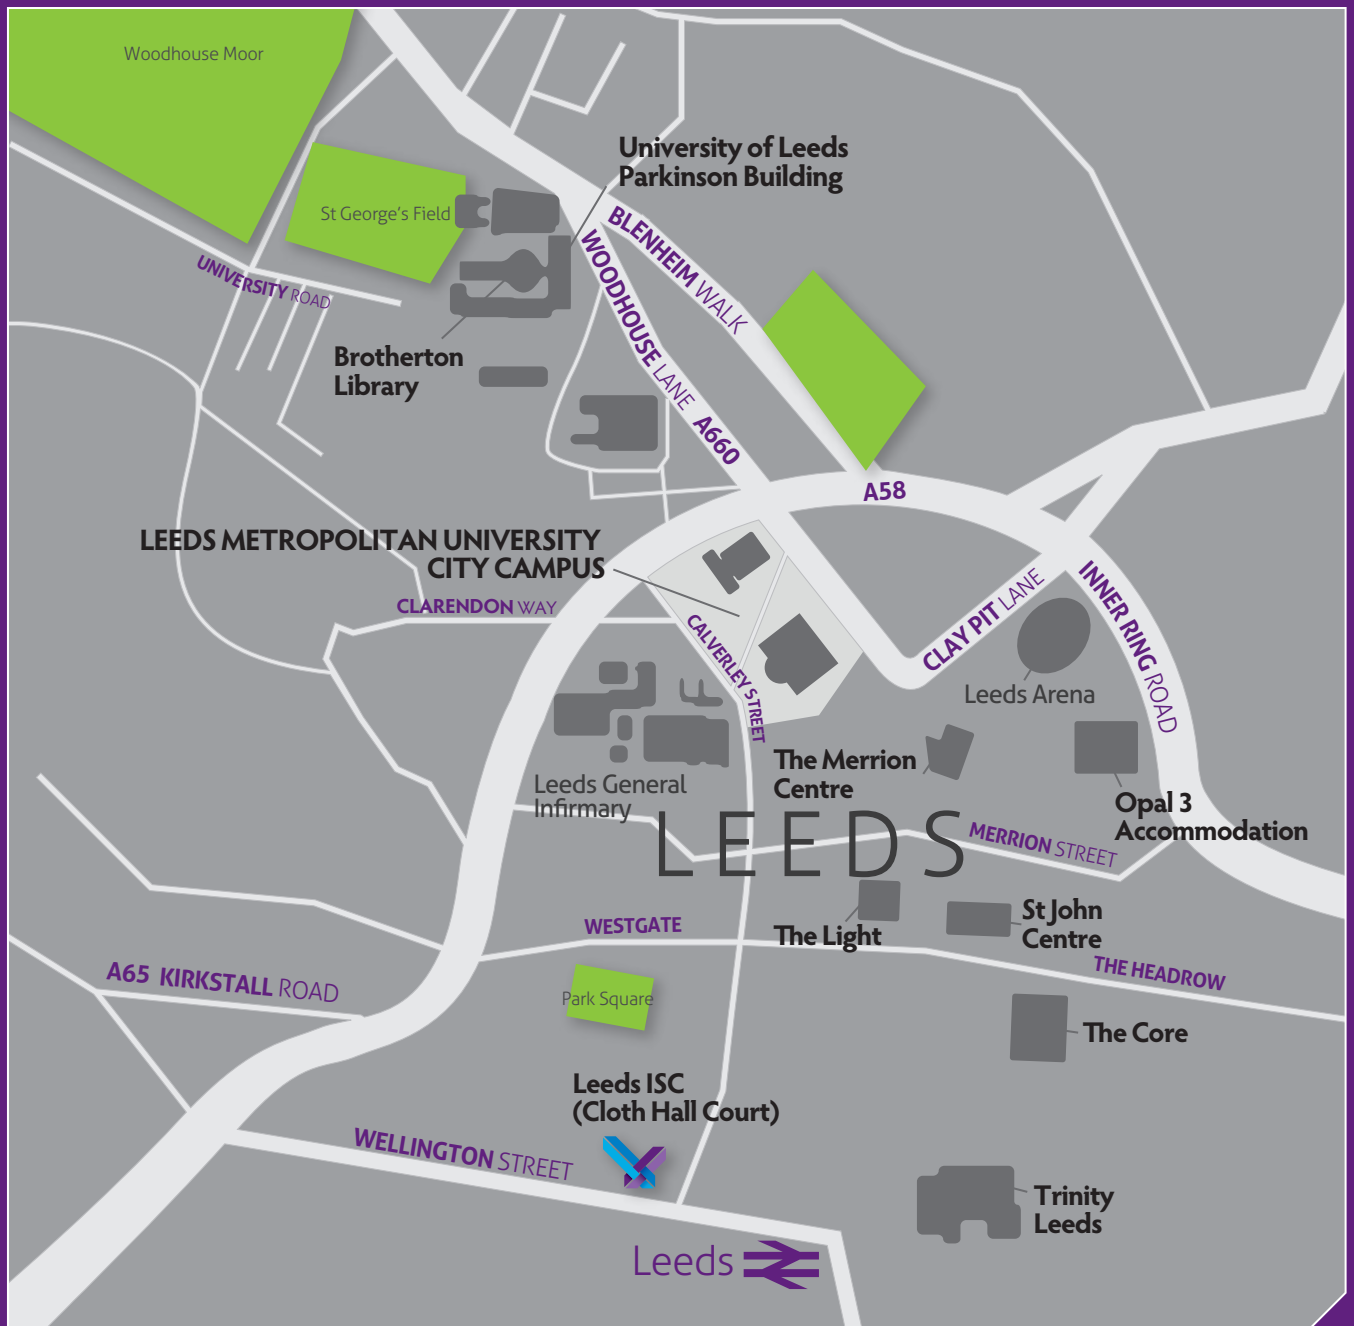 Woodhouse Moor
University of Leeds
Parkinson Building
St George's Field
BLENHEIM WALK
UNIVERSITY ROAD
WOODHOUSE LANE A660
Brotherton
Library
A58
LEEDS METROPOLITAN UNIVERSITY
CITY CAMPUS
CLARENDON WAY
CALVERLEY STREET
CLAY PIT LANE
INNER RING ROAD
Leeds Arena
The Merrion
Centre
Leeds General
Infirmary
Opal 3
Accommodation
LEEDS
MERRION STREET
WESTGATE
The Light
St John
Centre
THE HEADROW
A65 KIRKSTALL ROAD
Park Square
The Core
Leeds ISC
(Cloth Hall Court)
WELLINGTON STREET
Trinity
Leeds
Leeds